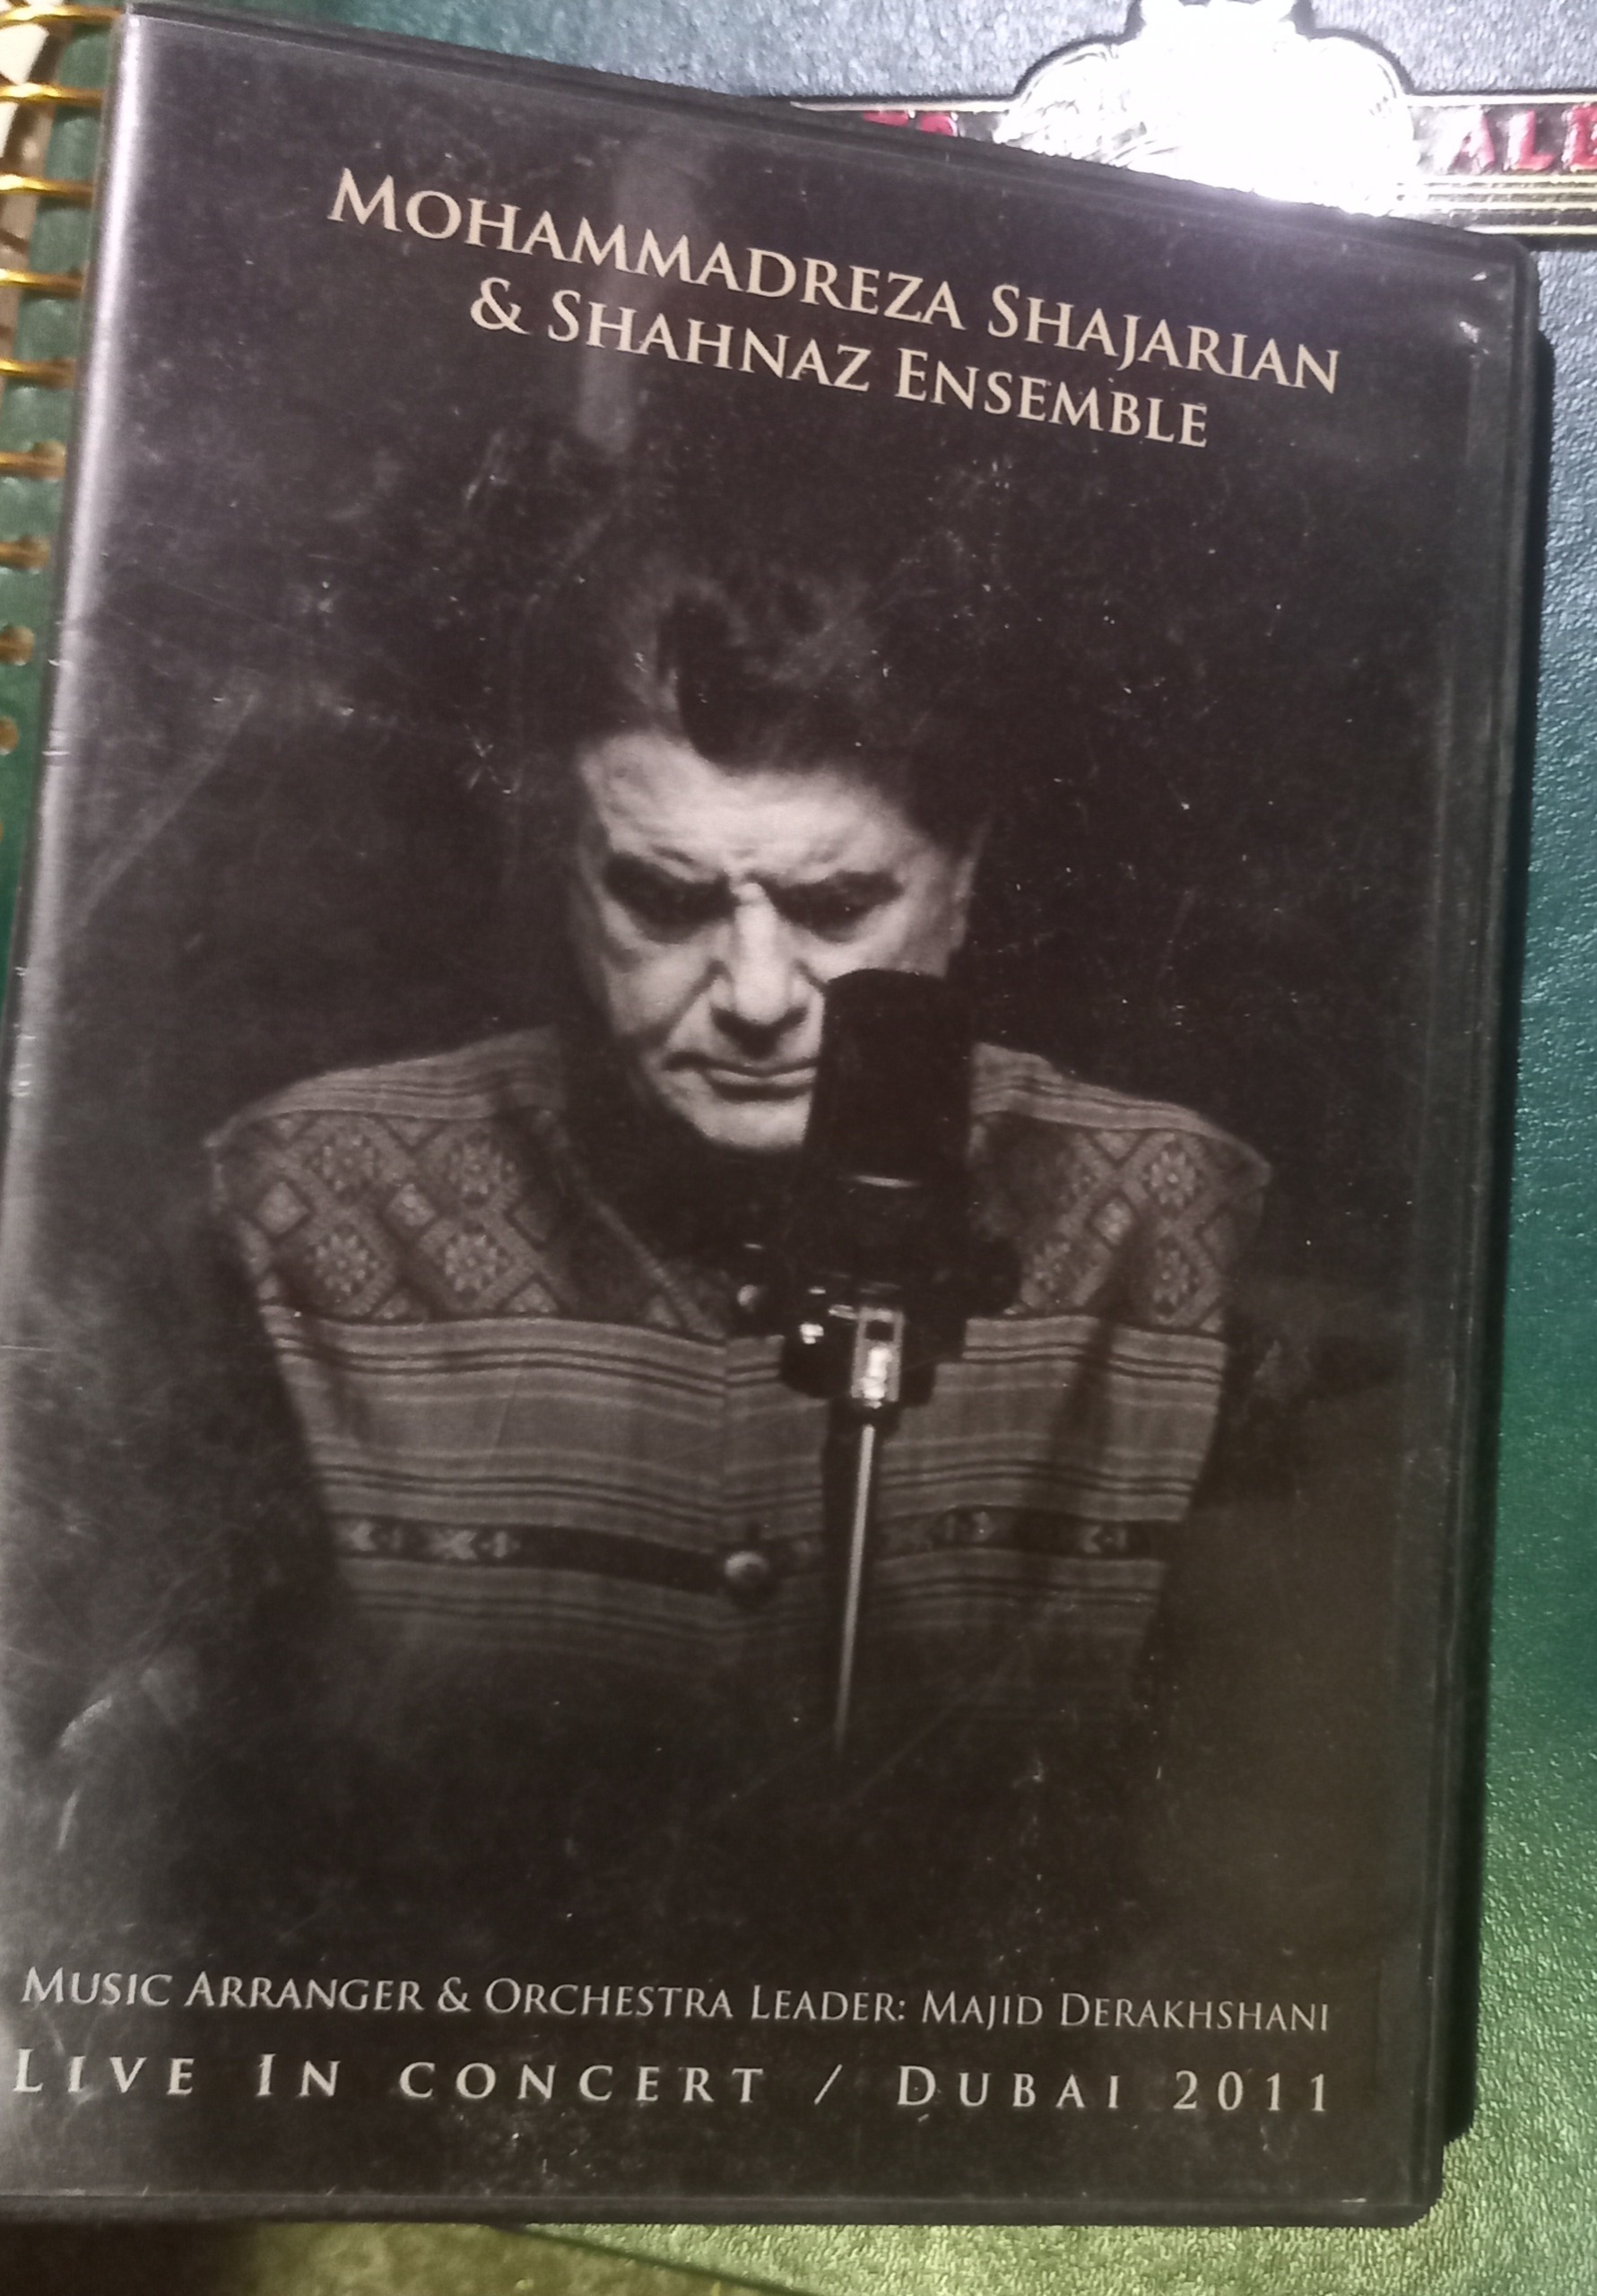 MOHAMMADREZA SHAJARIAN
& SHAHNAZ ENSEMBLE
MUSIC ARRANGER & ORCHESTRA LEADER: MAJID DERAKHSHANI
LIVE IN CONCERT / DUBAI 2011